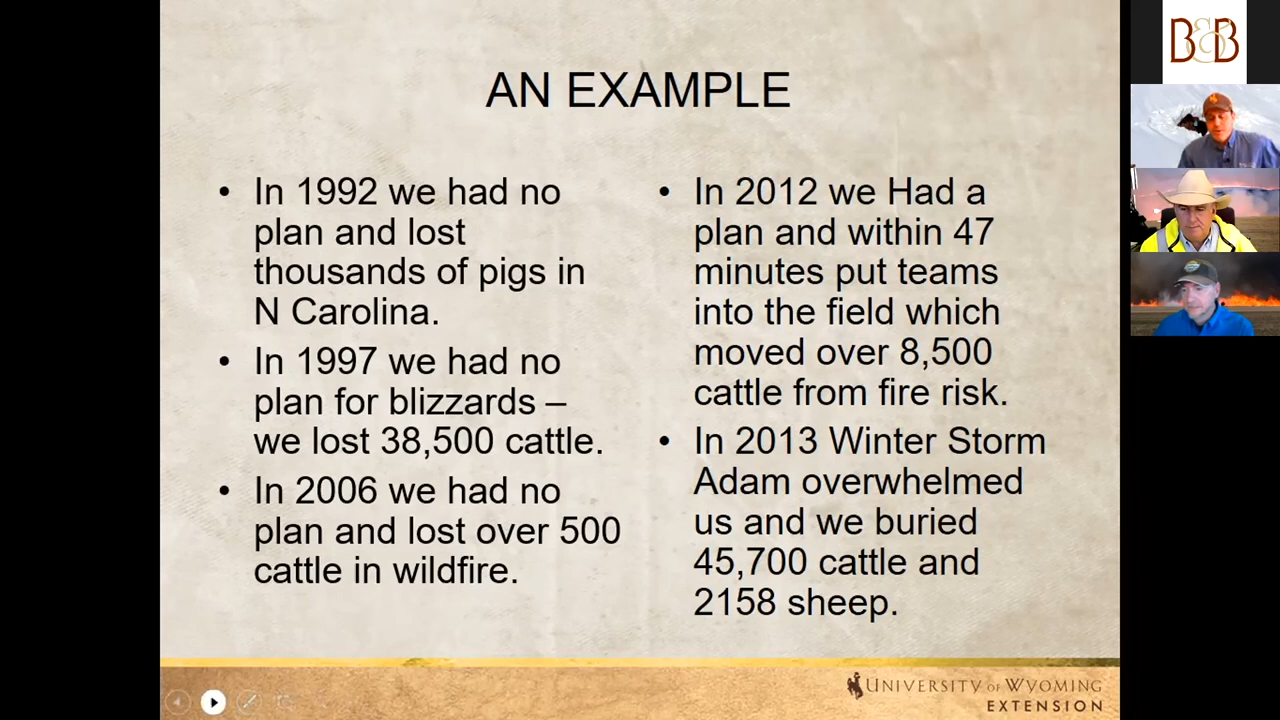 AN EXAMPLE
• In 1992 we had no
plan and lost
thousands of pigs in
N Carolina.
• In 1997 we had no
plan for blizzards –
we lost 38,500 cattle.
• In 2006 we had no
plan and lost over 500
cattle in wildfire.
• In 2012 we Had a
plan and within 47
minutes put teams
into the field which
moved over 8,500
cattle from fire risk.
• In 2013 Winter Storm
Adam overwhelmed
us and we buried
45,700 cattle and
2158 sheep.
UNIVERSITY OF WYOMING
EXTENSION
B&B